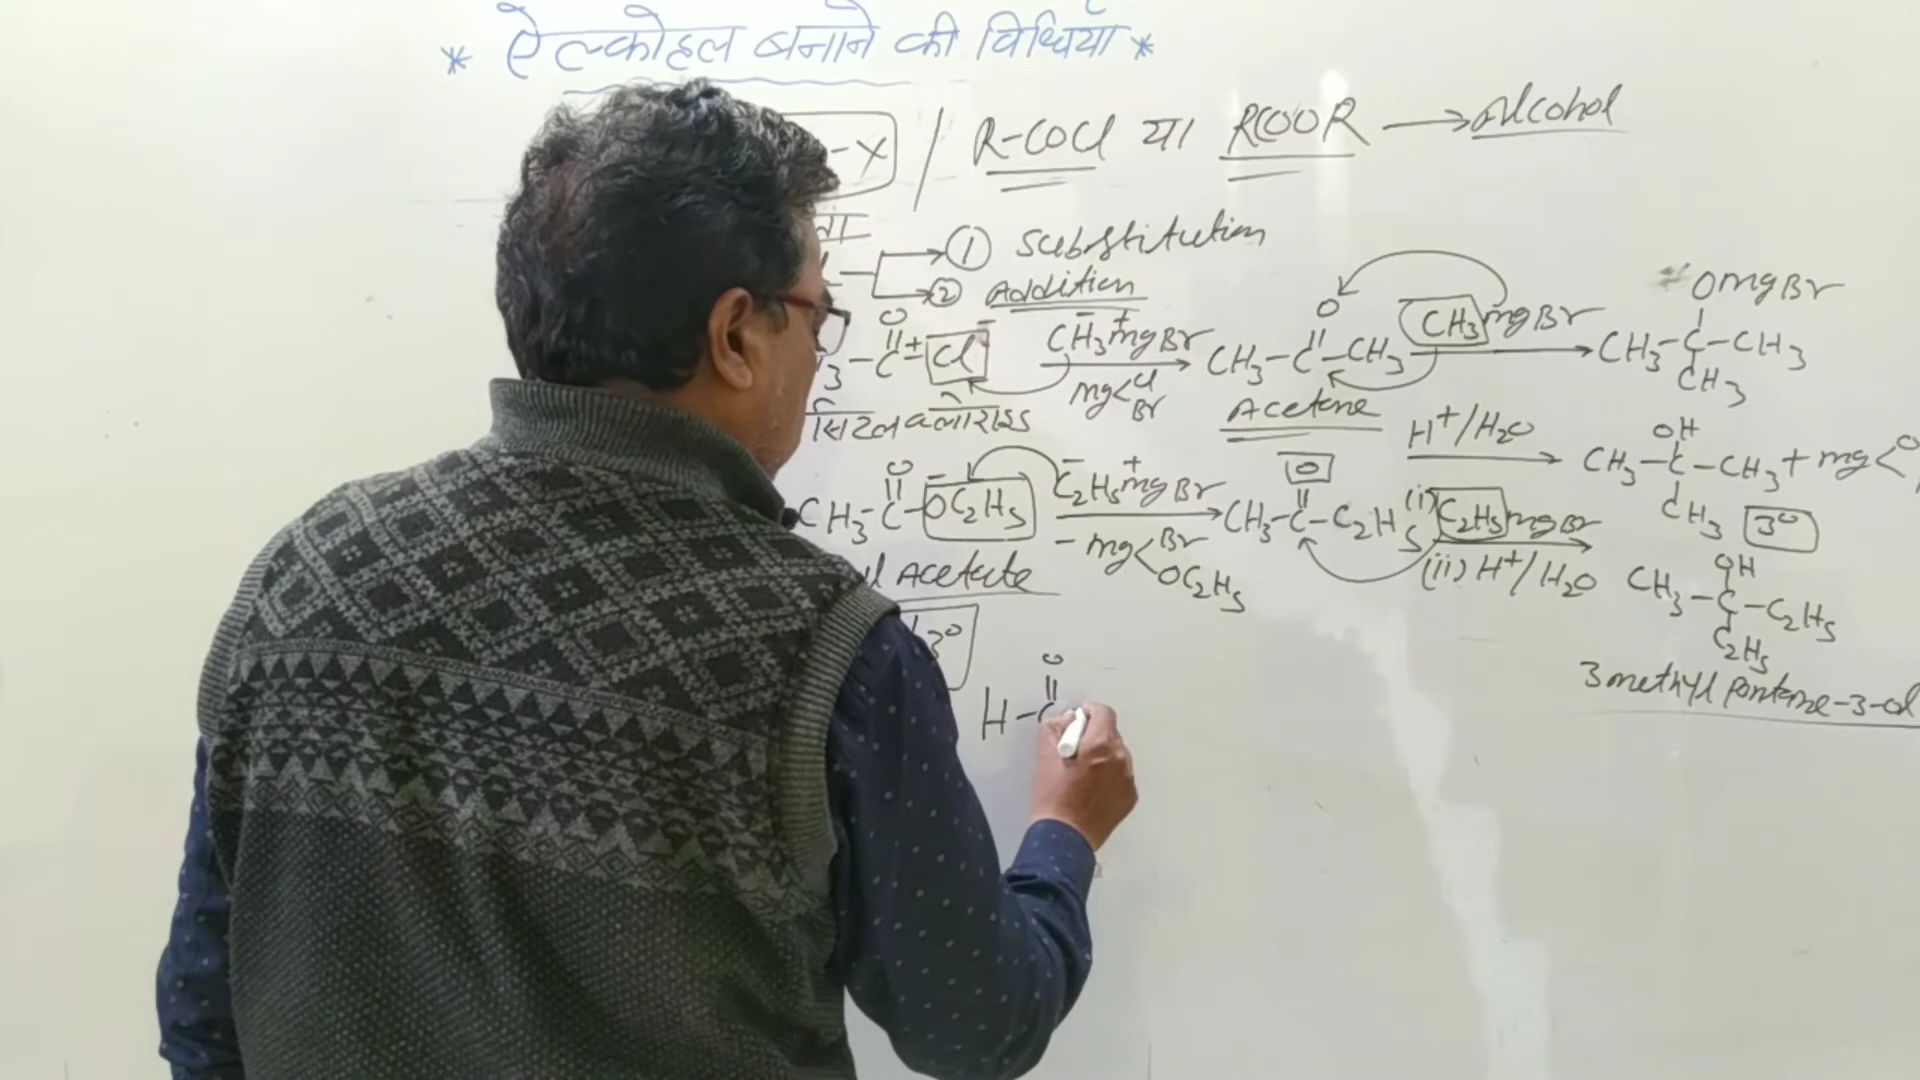 * ऐल्कोहल बनाने की विधियाँ *
-X / R-COCl या RCOOR → Alcohol
① Substitution
② Addition
O
3 - C - Cl
CH3MgBr
Mg<Cl Br
O
CH3-C-CH3
Acetone
CH3MgBr
OMgBr
CH3-C-CH3
CH3
क्लोराइड
H+/H2O
OH
CH3-C-CH3 + Mg<
CH3 3°
O
CH3-C-OC2H5
C2H5MgBr
- Mg<Br OC2H5
O
CH3-C-C2H5
(i) C2H5MgBr
(ii) H+/H2O
OH
CH3-C-C2H5
C2H5
Acetate
3°
3methyl pentane-3-ol
O
H-C